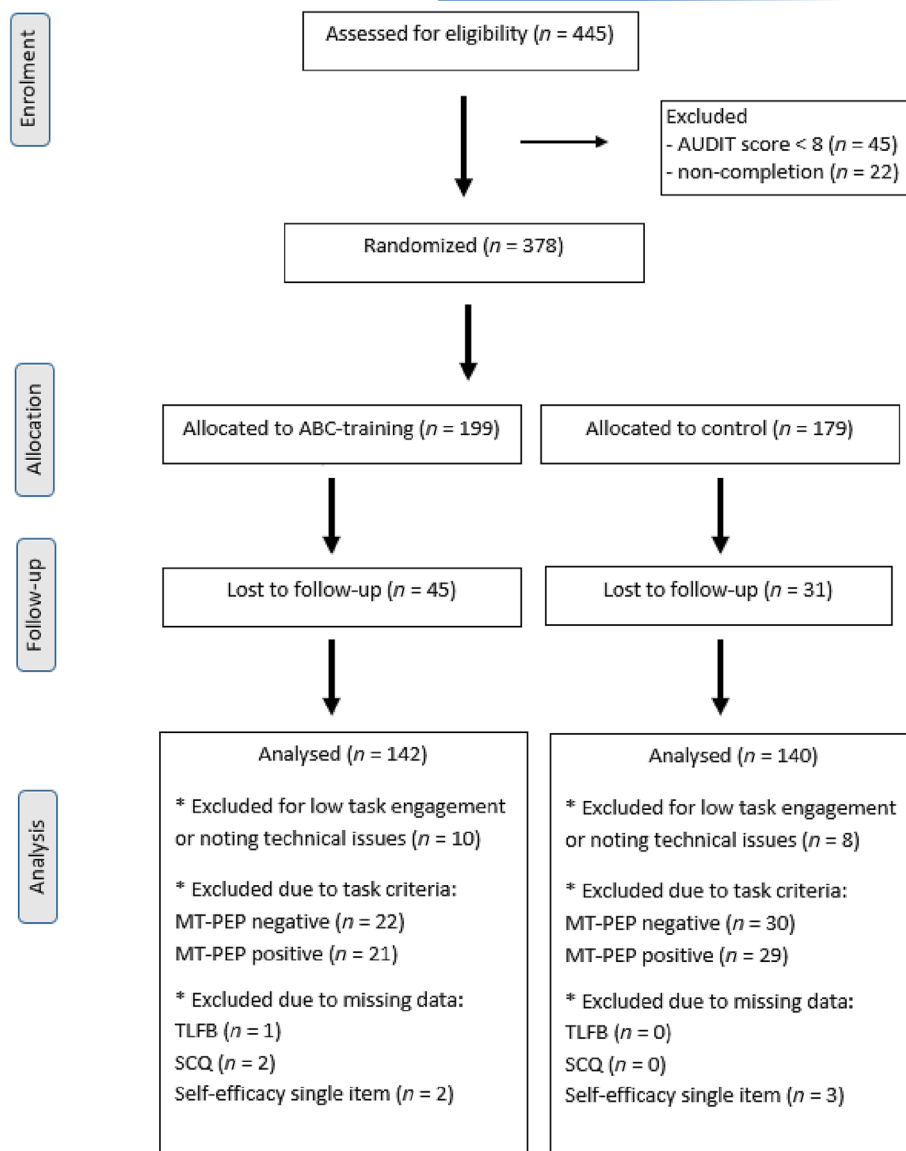 Enrolment
Assessed for eligibility (n = 445)
Excluded
- AUDIT score < 8 (n = 45)
- non-completion (n = 22)
Randomized (n = 378)
Allocation
Allocated to ABC-training (n = 199)
Allocated to control (n = 179)
Follow-up
Lost to follow-up (n = 45)
Lost to follow-up (n = 31)
Analysis
Analysed (n = 142)
* Excluded for low task engagement
or noting technical issues (n = 10)
* Excluded due to task criteria:
MT-PEP negative (n = 22)
MT-PEP positive (n = 21)
* Excluded due to missing data:
TLFB (n = 1)
SCQ (n = 2)
Self-efficacy single item (n = 2)
Analysed (n = 140)
* Excluded for low task engagement
or noting technical issues (n = 8)
* Excluded due to task criteria:
MT-PEP negative (n = 30)
MT-PEP positive (n = 29)
* Excluded due to missing data:
TLFB (n = 0)
SCQ (n = 0)
Self-efficacy single item (n = 3)